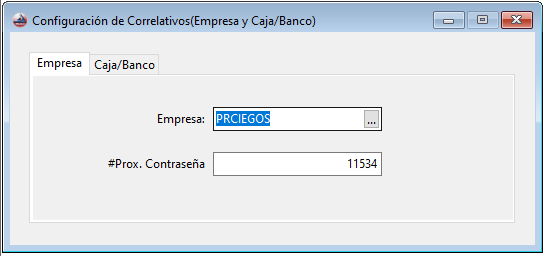 Configuración de Correlativos(Empresa y Caja/Banco)
Empresa Caja/Banco
Empresa: PRCIEGOS ...
#Prox. Contraseña 11534